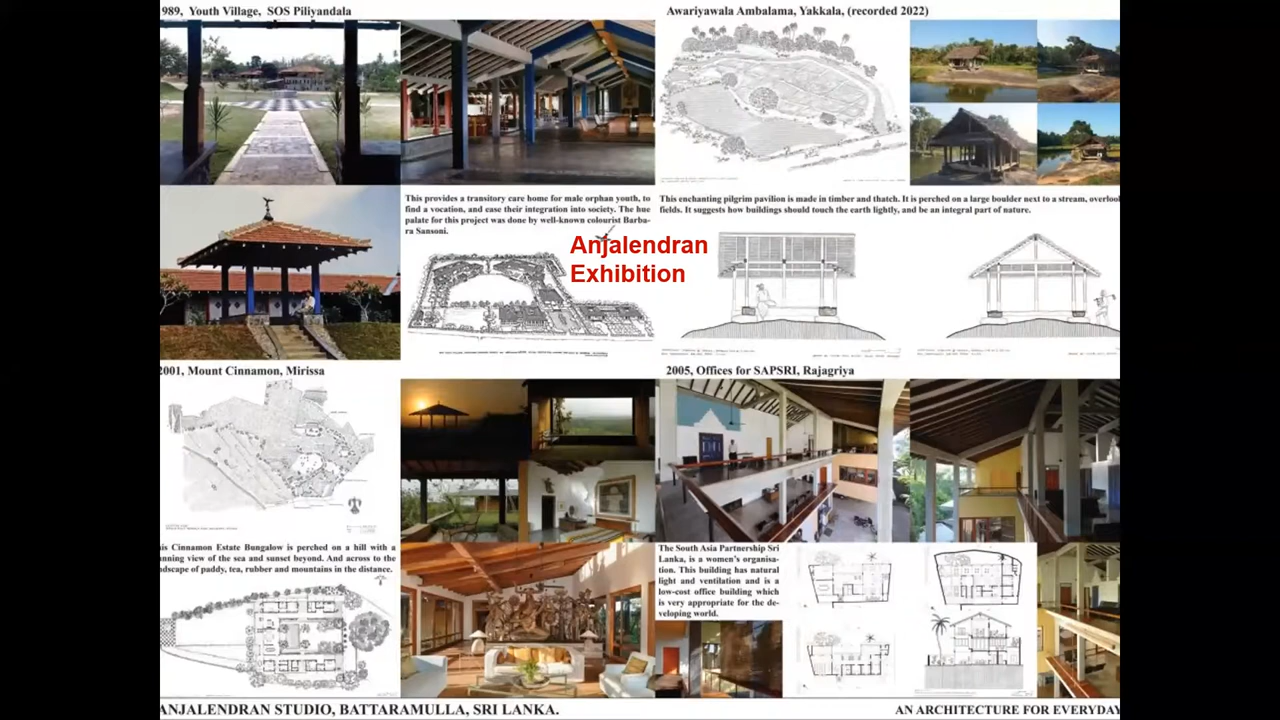 989, Youth Village, SOS Piliyandala
This provides a transitory care home for male orphan youth, to
find a vocation, and ease their integration into society. The hue
palate for this project was done by well-known colourist Barba-
ra Sansoni.
Awariyawala Ambalama, Yakkala, (recorded 2022)
This enchanting pilgrim pavilion is made in timber and thatch. It is perched on a large boulder next to a stream, overloo
fields. It suggests how buildings should touch the earth lightly, and be an integral part of nature.
Anjalendran
Exhibition
2001, Mount Cinnamon, Mirissa
is Cinnamon Estate Bungalow is perched on a hill with a
nning view of the sea and sunset beyond. And across to the
ndscape of paddy, tea, rubber and mountains in the distance.
2005, Offices for SAPSRI, Rajagriya
The South Asia Partnership Sri
Lanka, is a women's organisa-
tion. This building has natural
light and ventilation and is a
low-cost office building which
is very appropriate for the de-
veloping world.
ANJALENDRAN STUDIO, BATTARAMULLA, SRI LANKA.
AN ARCHITECTURE FOR EVERYDAY